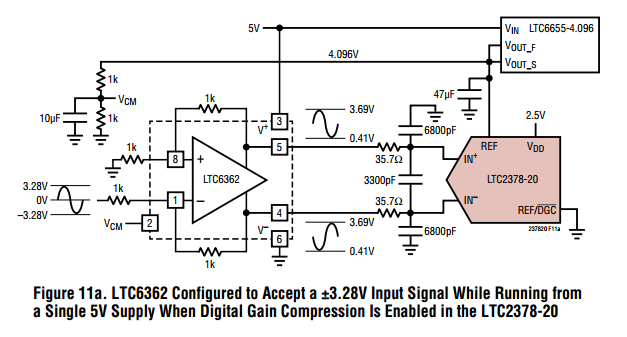 5V
VIN LTC6655-4.096
VOUT_F
VOUT_S
4.096V
1k
VCM
10µF
1k
47µF
1k
V+
3
3.69V
0.41V
6800pF
2.5V
5
REF
VDD
1k
8
+
LTC6362
35.7Ω
IN+
3300pF
LTC2378-20
3.28V
0V
–3.28V
1k
1
–
35.7Ω
IN–
VCM
2
4
V–
3.69V
0.41V
6800pF
REF/DGC
6
237820 F11a
1k
Figure 11a. LTC6362 Configured to Accept a ±3.28V Input Signal While Running from
a Single 5V Supply When Digital Gain Compression Is Enabled in the LTC2378-20